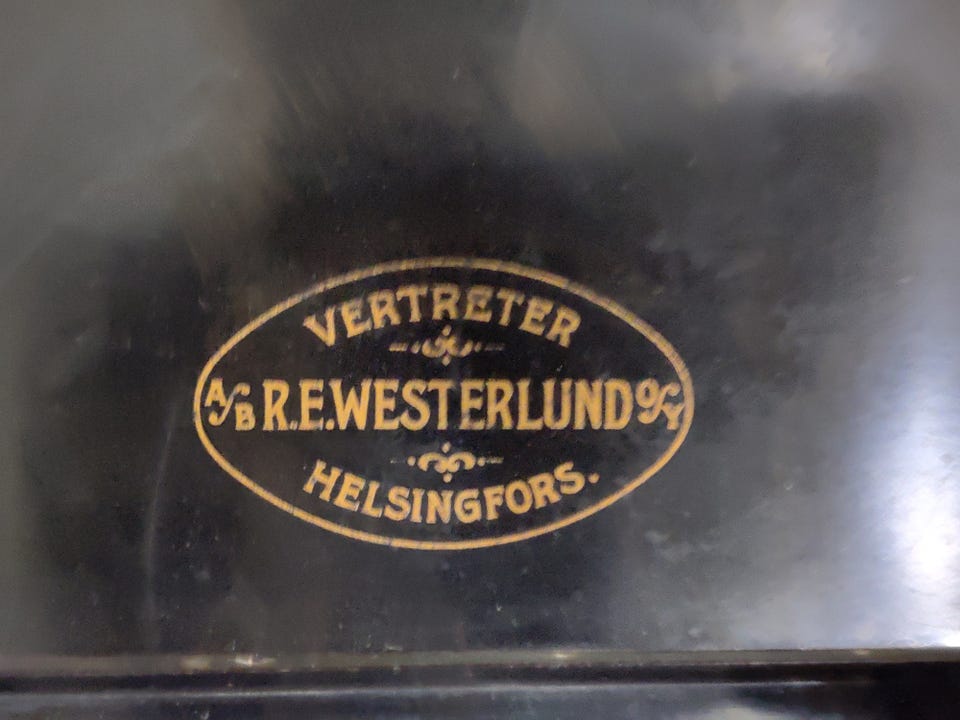 VERTRETER
A/B R.E.WESTERLUND O/Y
HELSINGFORS.